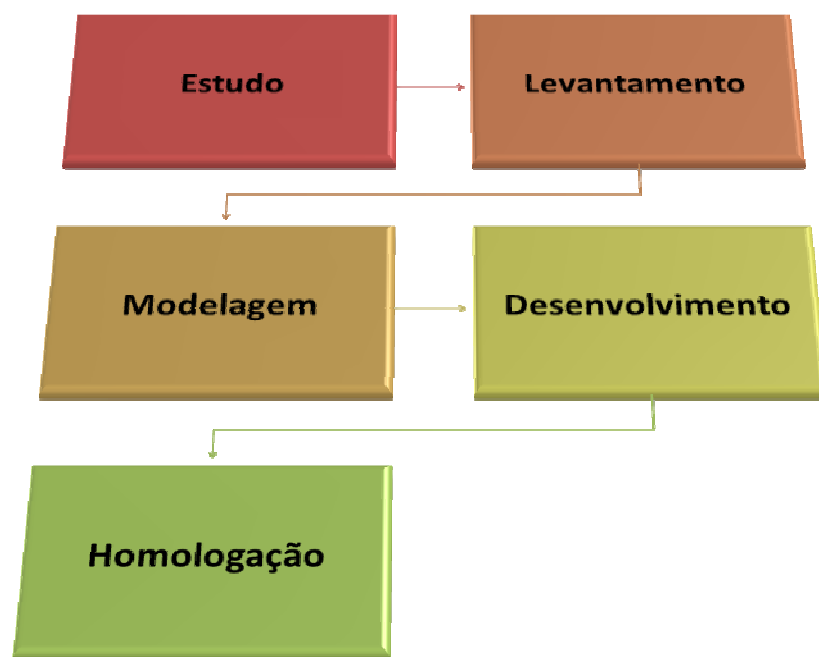 Estudo
Levantamento
Modelagem
Desenvolvimento
Homologação